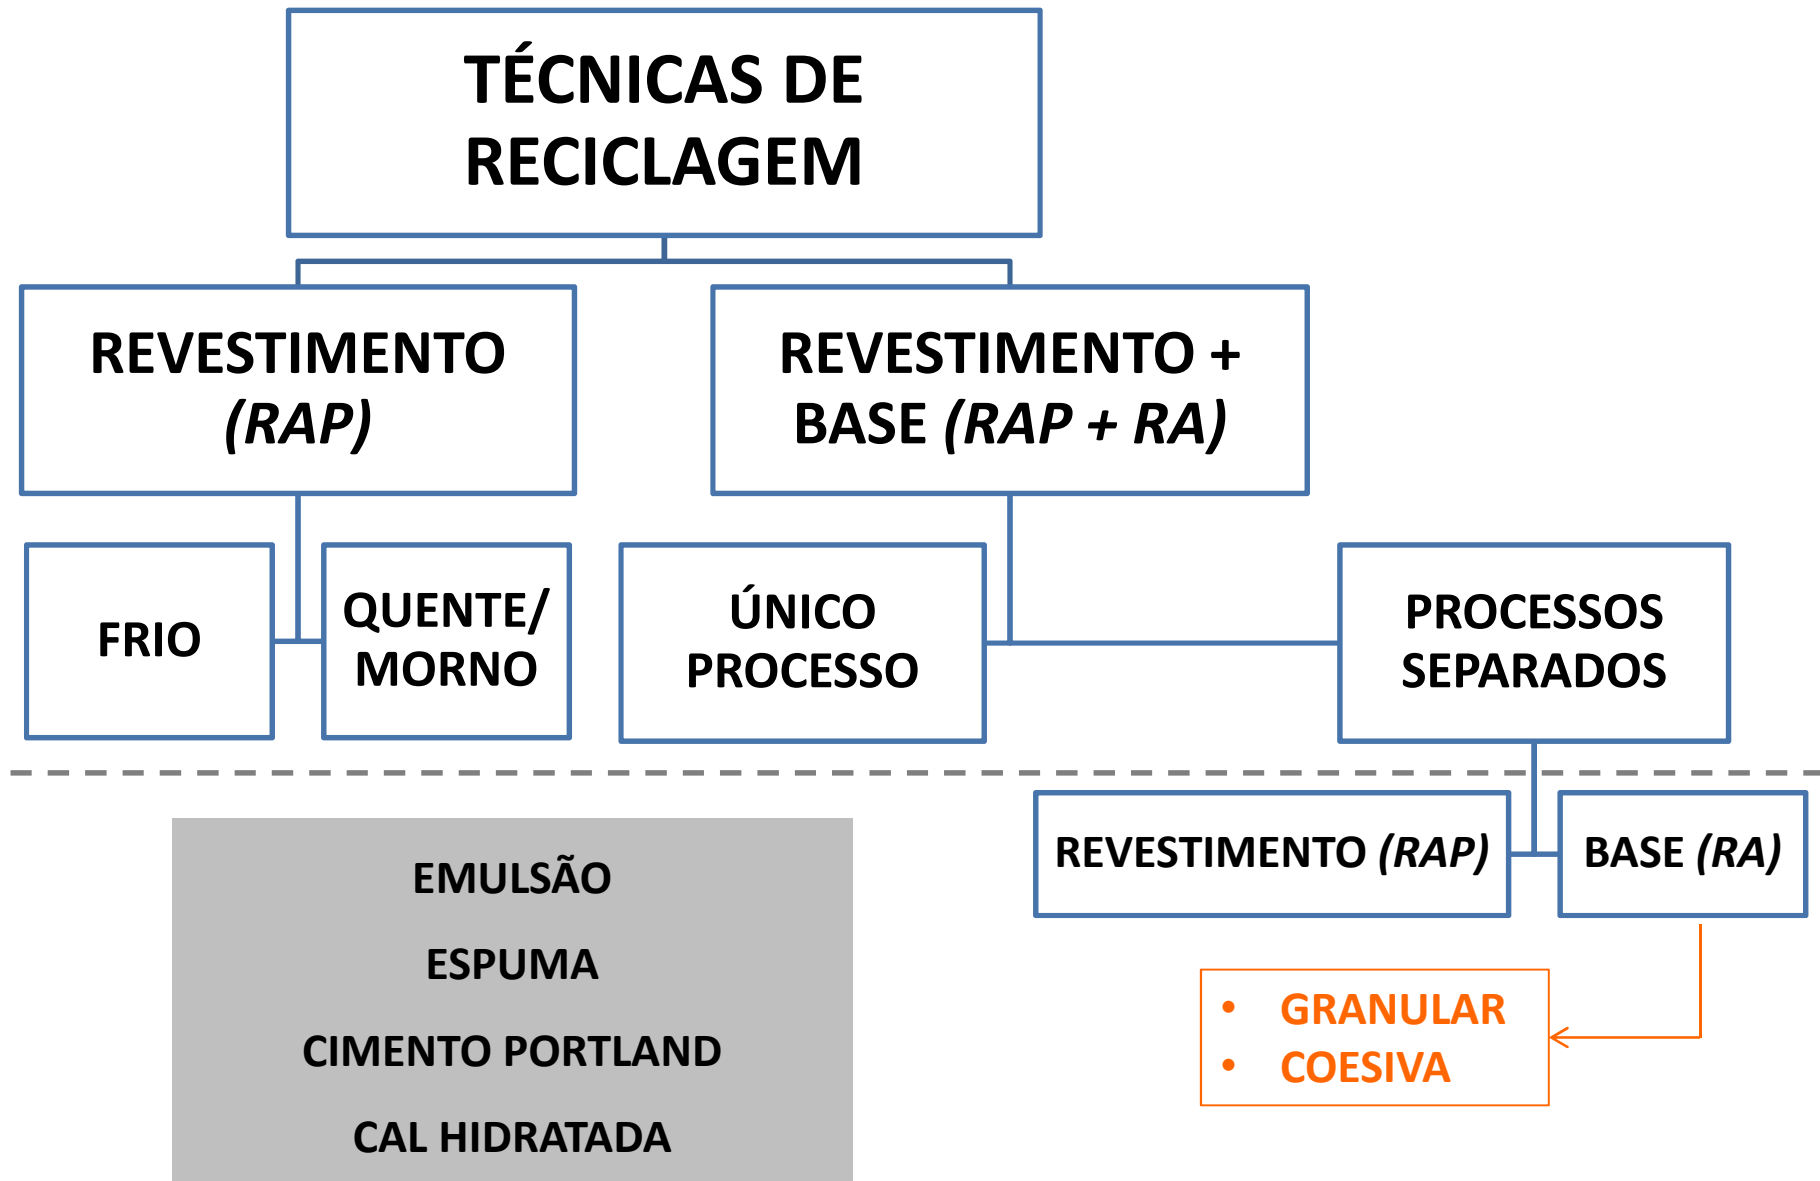 TÉCNICAS DE
RECICLAGEM
REVESTIMENTO
(RAP)
REVESTIMENTO +
BASE (RAP + RA)
FRIO
QUENTE/
MORNO
ÚNICO
PROCESSO
PROCESSOS
SEPARADOS
REVESTIMENTO (RAP)
BASE (RA)
EMULSÃO
ESPUMA
CIMENTO PORTLAND
CAL HIDRATADA
• GRANULAR
• COESIVA